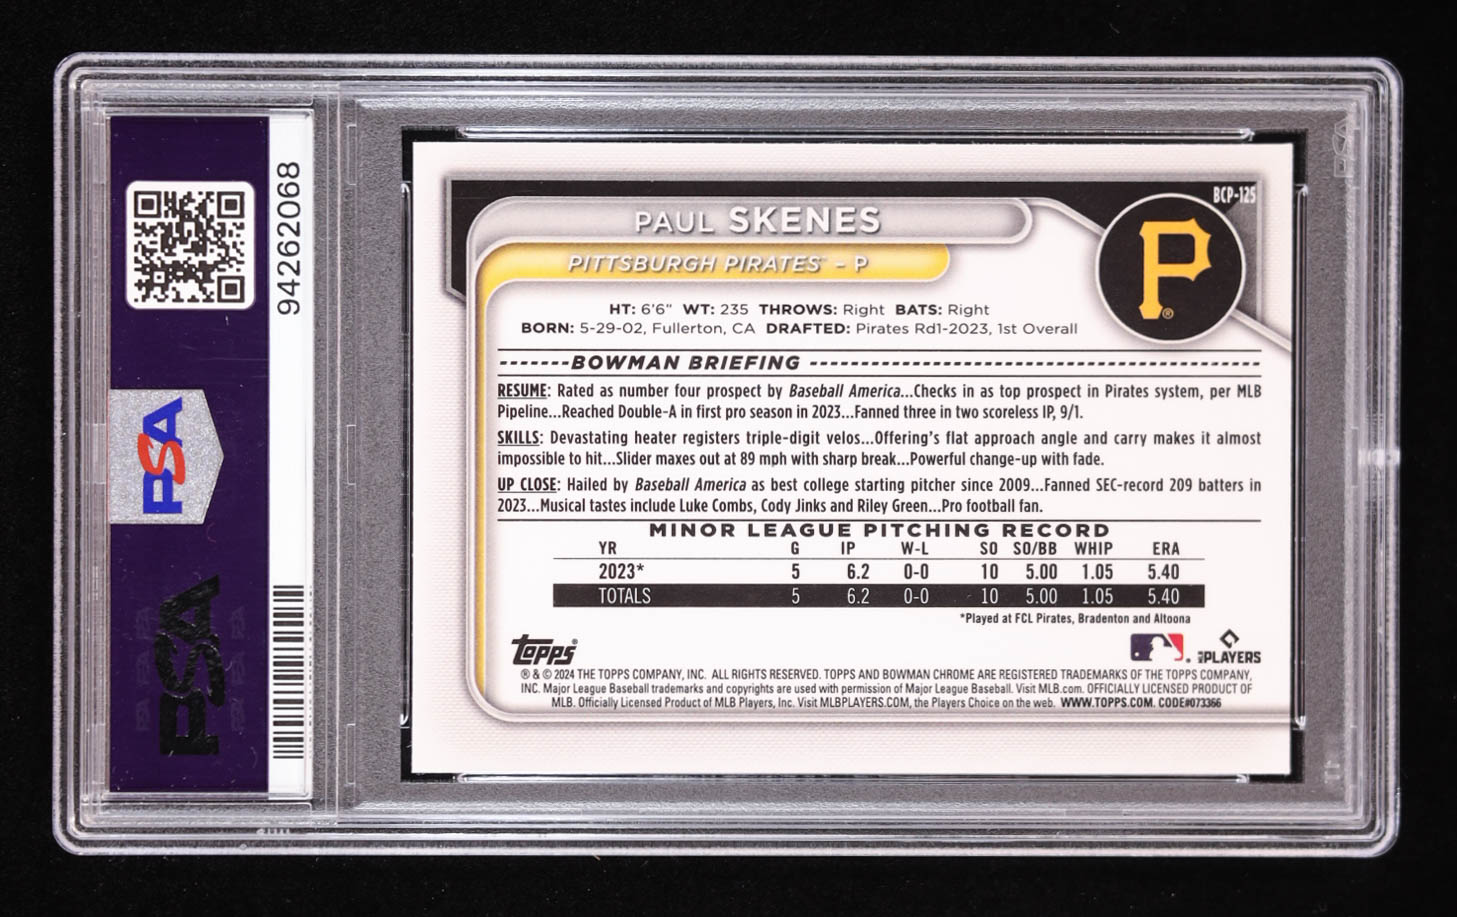 94262068
PSA
PSA
BCP-125
PAUL SKENES
PITTSBURGH PIRATES™ – P
P®
HT: 6'6" WT: 235 THROWS: Right BATS: Right
BORN: 5-29-02, Fullerton, CA DRAFTED: Pirates Rd1-2023, 1st Overall
BOWMAN BRIEFING
RESUME: Rated as number four prospect by Baseball America...Checks in as top prospect in Pirates system, per MLB
Pipeline...Reached Double-A in first pro season in 2023...Fanned three in two scoreless IP, 9/1.
SKILLS: Devastating heater registers triple-digit velos...Offering's flat approach angle and carry makes it almost
impossible to hit...Slider maxes out at 89 mph with sharp break...Powerful change-up with fade.
UP CLOSE: Hailed by Baseball America as best college starting pitcher since 2009...Fanned SEC-record 209 batters in
2023...Musical tastes include Luke Combs, Cody Jinks and Riley Green...Pro football fan.
MINOR LEAGUE PITCHING RECORD
YR G IP W-L SO SO/BB WHIP ERA
2023* 5 6.2 0-0 10 5.00 1.05 5.40
TOTALS 5 6.2 0-0 10 5.00 1.05 5.40
*Played at FCL Pirates, Bradenton and Altoona
Topps®
MLB PLAYERS
® & © 2024 THE TOPPS COMPANY, INC. ALL RIGHTS RESERVED. TOPPS AND BOWMAN CHROME ARE REGISTERED TRADEMARKS OF THE TOPPS COMPANY,
INC. Major League Baseball trademarks and copyrights are used with permission of Major League Baseball. Visit MLB.com. OFFICIALLY LICENSED PRODUCT OF
MLB. Officially Licensed Product of MLB Players, Inc. Visit MLBPLAYERS.COM, the Players Choice on the web. WWW.TOPPS.COM. CODE#073366